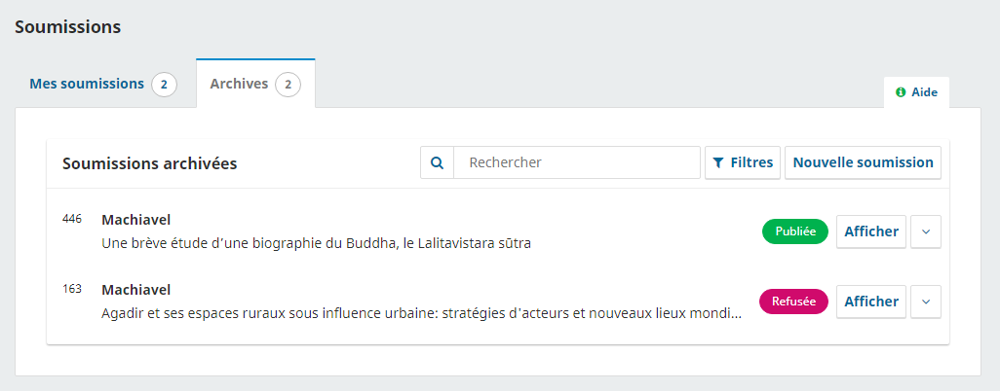 Soumissions
Mes soumissions 2 Archives 2
Aide
Soumissions archivées Rechercher Filtres Nouvelle soumission
446 Machiavel
Une brève étude d’une biographie du Buddha, le Lalitavistara sūtra Publiée Afficher
163 Machiavel
Agadir et ses espaces ruraux sous influence urbaine: stratégies d'acteurs et nouveaux lieux mondi... Refusée Afficher